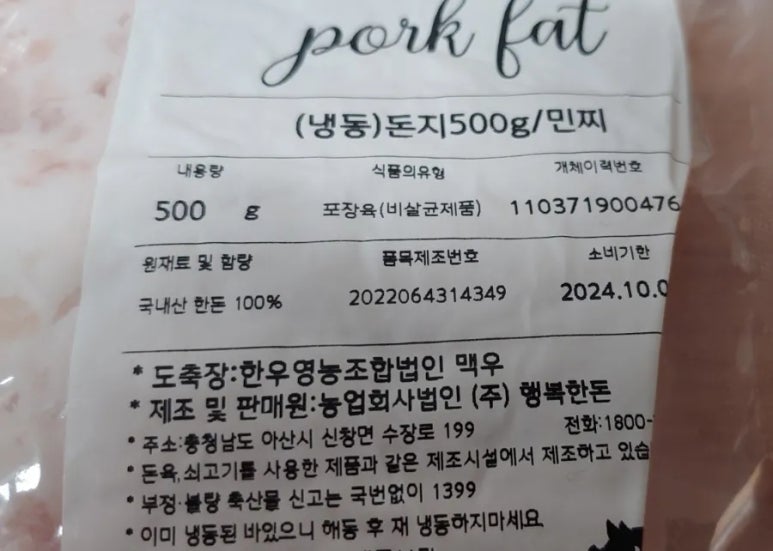 pork fat
(냉동)돈지500g/민찌
내용량 식품의유형 개체이력번호
500 g 포장육(비살균제품) 110371900476
원재료 및 함량 품목제조번호 소비기한
국내산 한돈 100% 2022064314349 2024.10.0
* 도축장:한우영농조합법인 맥우
* 제조 및 판매원:농업회사법인 (주) 행복한돈
* 주소:충청남도 아산시 신창면 수장로 199 전화:1800-
* 돈육,쇠고기를 사용한 제품과 같은 제조시설에서 제조하고 있습
* 부정·불량 축산물 신고는 국번없이 1399
* 이미 냉동된 바있으니 해동 후 재 냉동하지마세요